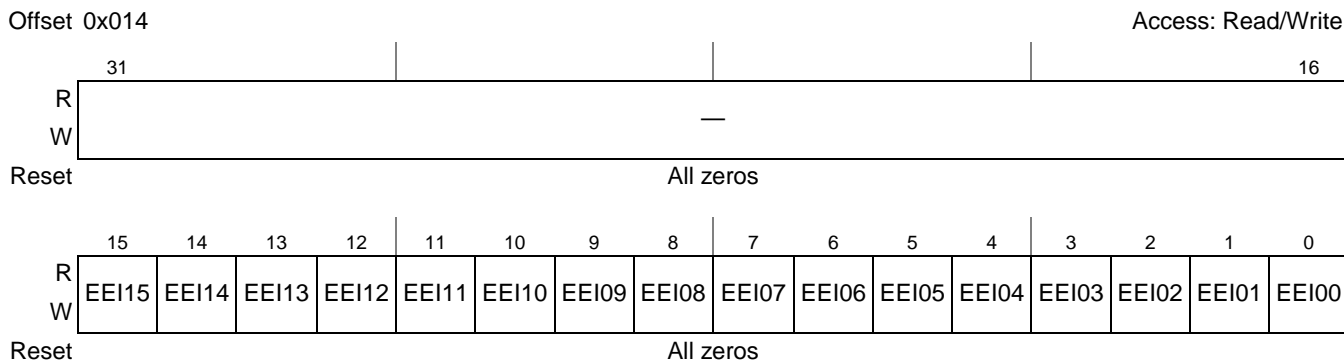 Offset 0x014 Access: Read/Write
31 16
R
W
—
Reset All zeros
15 14 13 12 11 10 9 8 7 6 5 4 3 2 1 0
R
W
EEI15 EEI14 EEI13 EEI12 EEI11 EEI10 EEI09 EEI08 EEI07 EEI06 EEI05 EEI04 EEI03 EEI02 EEI01 EEI00
Reset All zeros